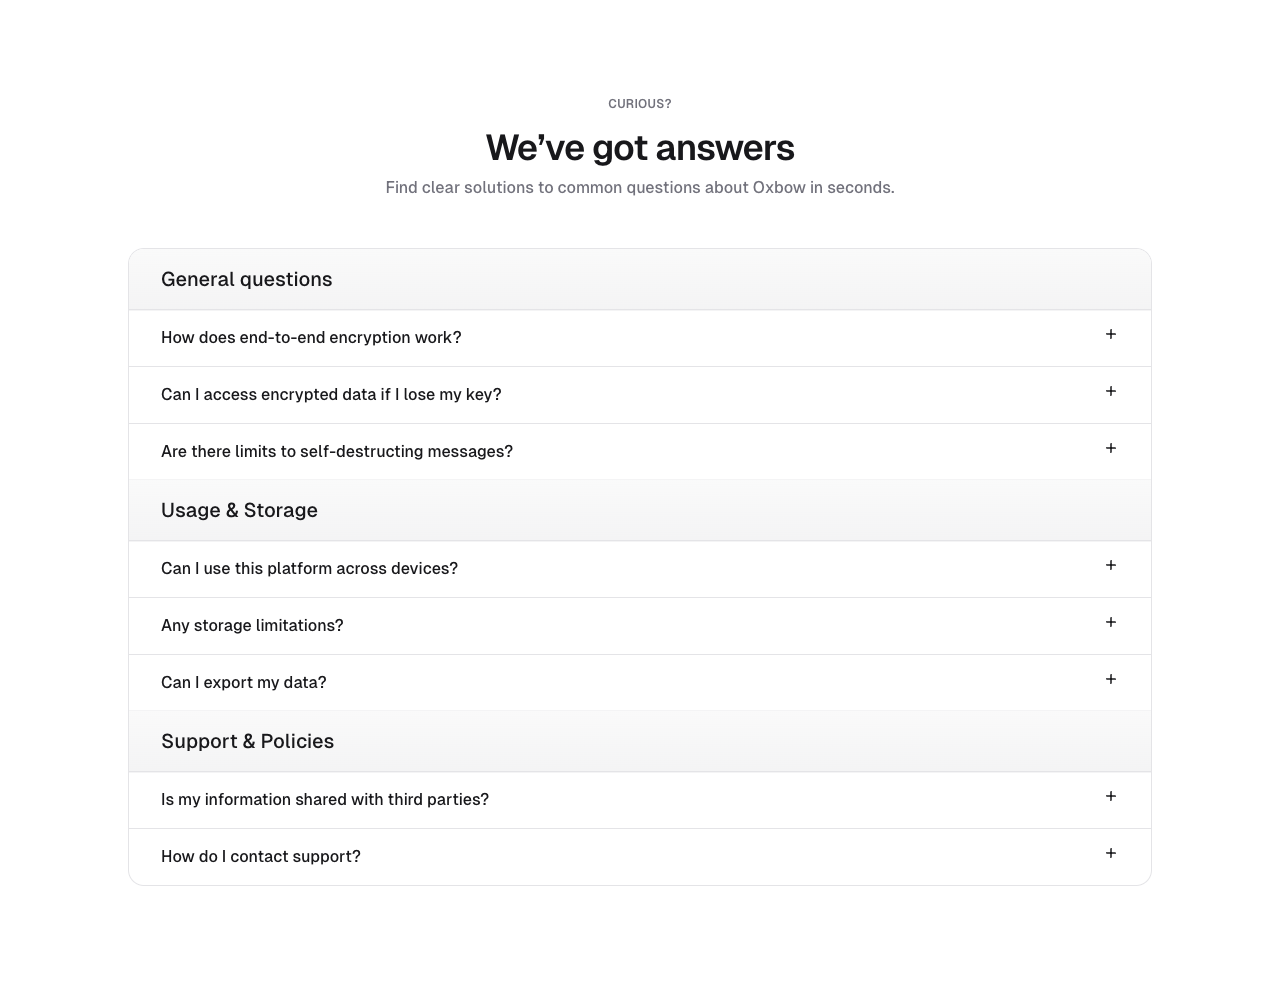 CURIOUS?
We’ve got answers
Find clear solutions to common questions about Oxbow in seconds.
General questions
How does end-to-end encryption work?
Can I access encrypted data if I lose my key?
Are there limits to self-destructing messages?
Usage & Storage
Can I use this platform across devices?
Any storage limitations?
Can I export my data?
Support & Policies
Is my information shared with third parties?
How do I contact support?